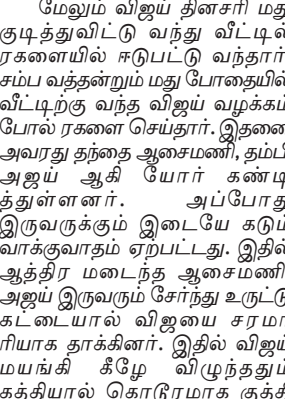 மேலும் விஜய் தினசரி மது
குடித்துவிட்டு வந்து வீட்டில்
ரகளையில் ஈடுபட்டு வந்தார்
சம்ப வத்தன்றும் மது போதையில்
வீட்டிற்கு வந்த விஜய் வழக்கம்
போல் ரகளை செய்தார். இதனை
அவரது தந்தை ஆசைமணி, தம்பி
அஜய் ஆகி யோர் கண்டி
த்துள்ளனர். அப்போது
இருவருக்கும் இடையே கடும்
வாக்குவாதம் ஏற்பட்டது. இதில்
ஆத்திர மடைந்த ஆசைமணி
அஜய் இருவரும் சேர்ந்து உருட்டு
கட்டையால் விஜயை சரமா
ரியாக தாக்கினர். இதில் விஜய்
மயங்கி கீழே விழுந்ததும்
கத்தியால் கொடூரமாக குத்தி